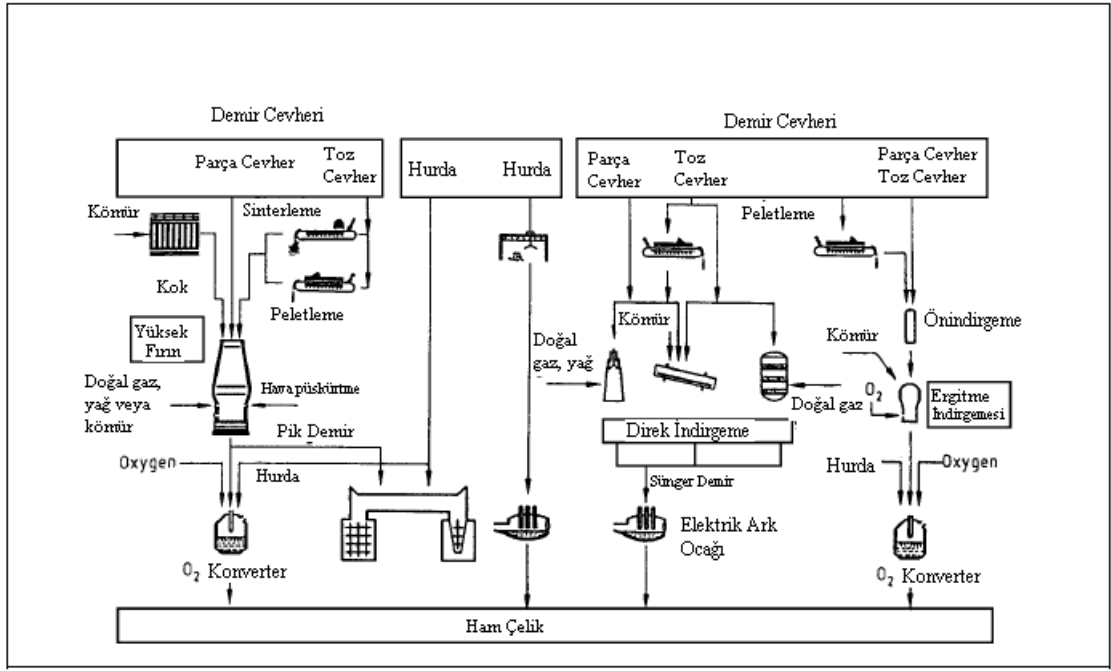 Demir Cevheri
Demir Cevheri
Parça Cevher
Toz
Cevher
Hurda
Hurda
Parça
Cevher
Toz
Cevher
Parça Cevher
Toz Cevher
Kömür
Sinterleme
Peletleme
Kok
Peletleme
Yüksek
Fırın
Kömür
Önindirgeme
Doğal
gaz, yağ
Kömür
Doğal gaz,
yağ veya
kömür
Hava püskürtme
Doğal gaz
O2
Ergitme
İndirgemesi
Pik Demir
Direk İndirgeme
Oxygen
Hurda
Sünger Demir
Hurda
Oxygen
Elektrik Ark
Ocağı
O2 Konverter
O2 Konverter
Ham Çelik